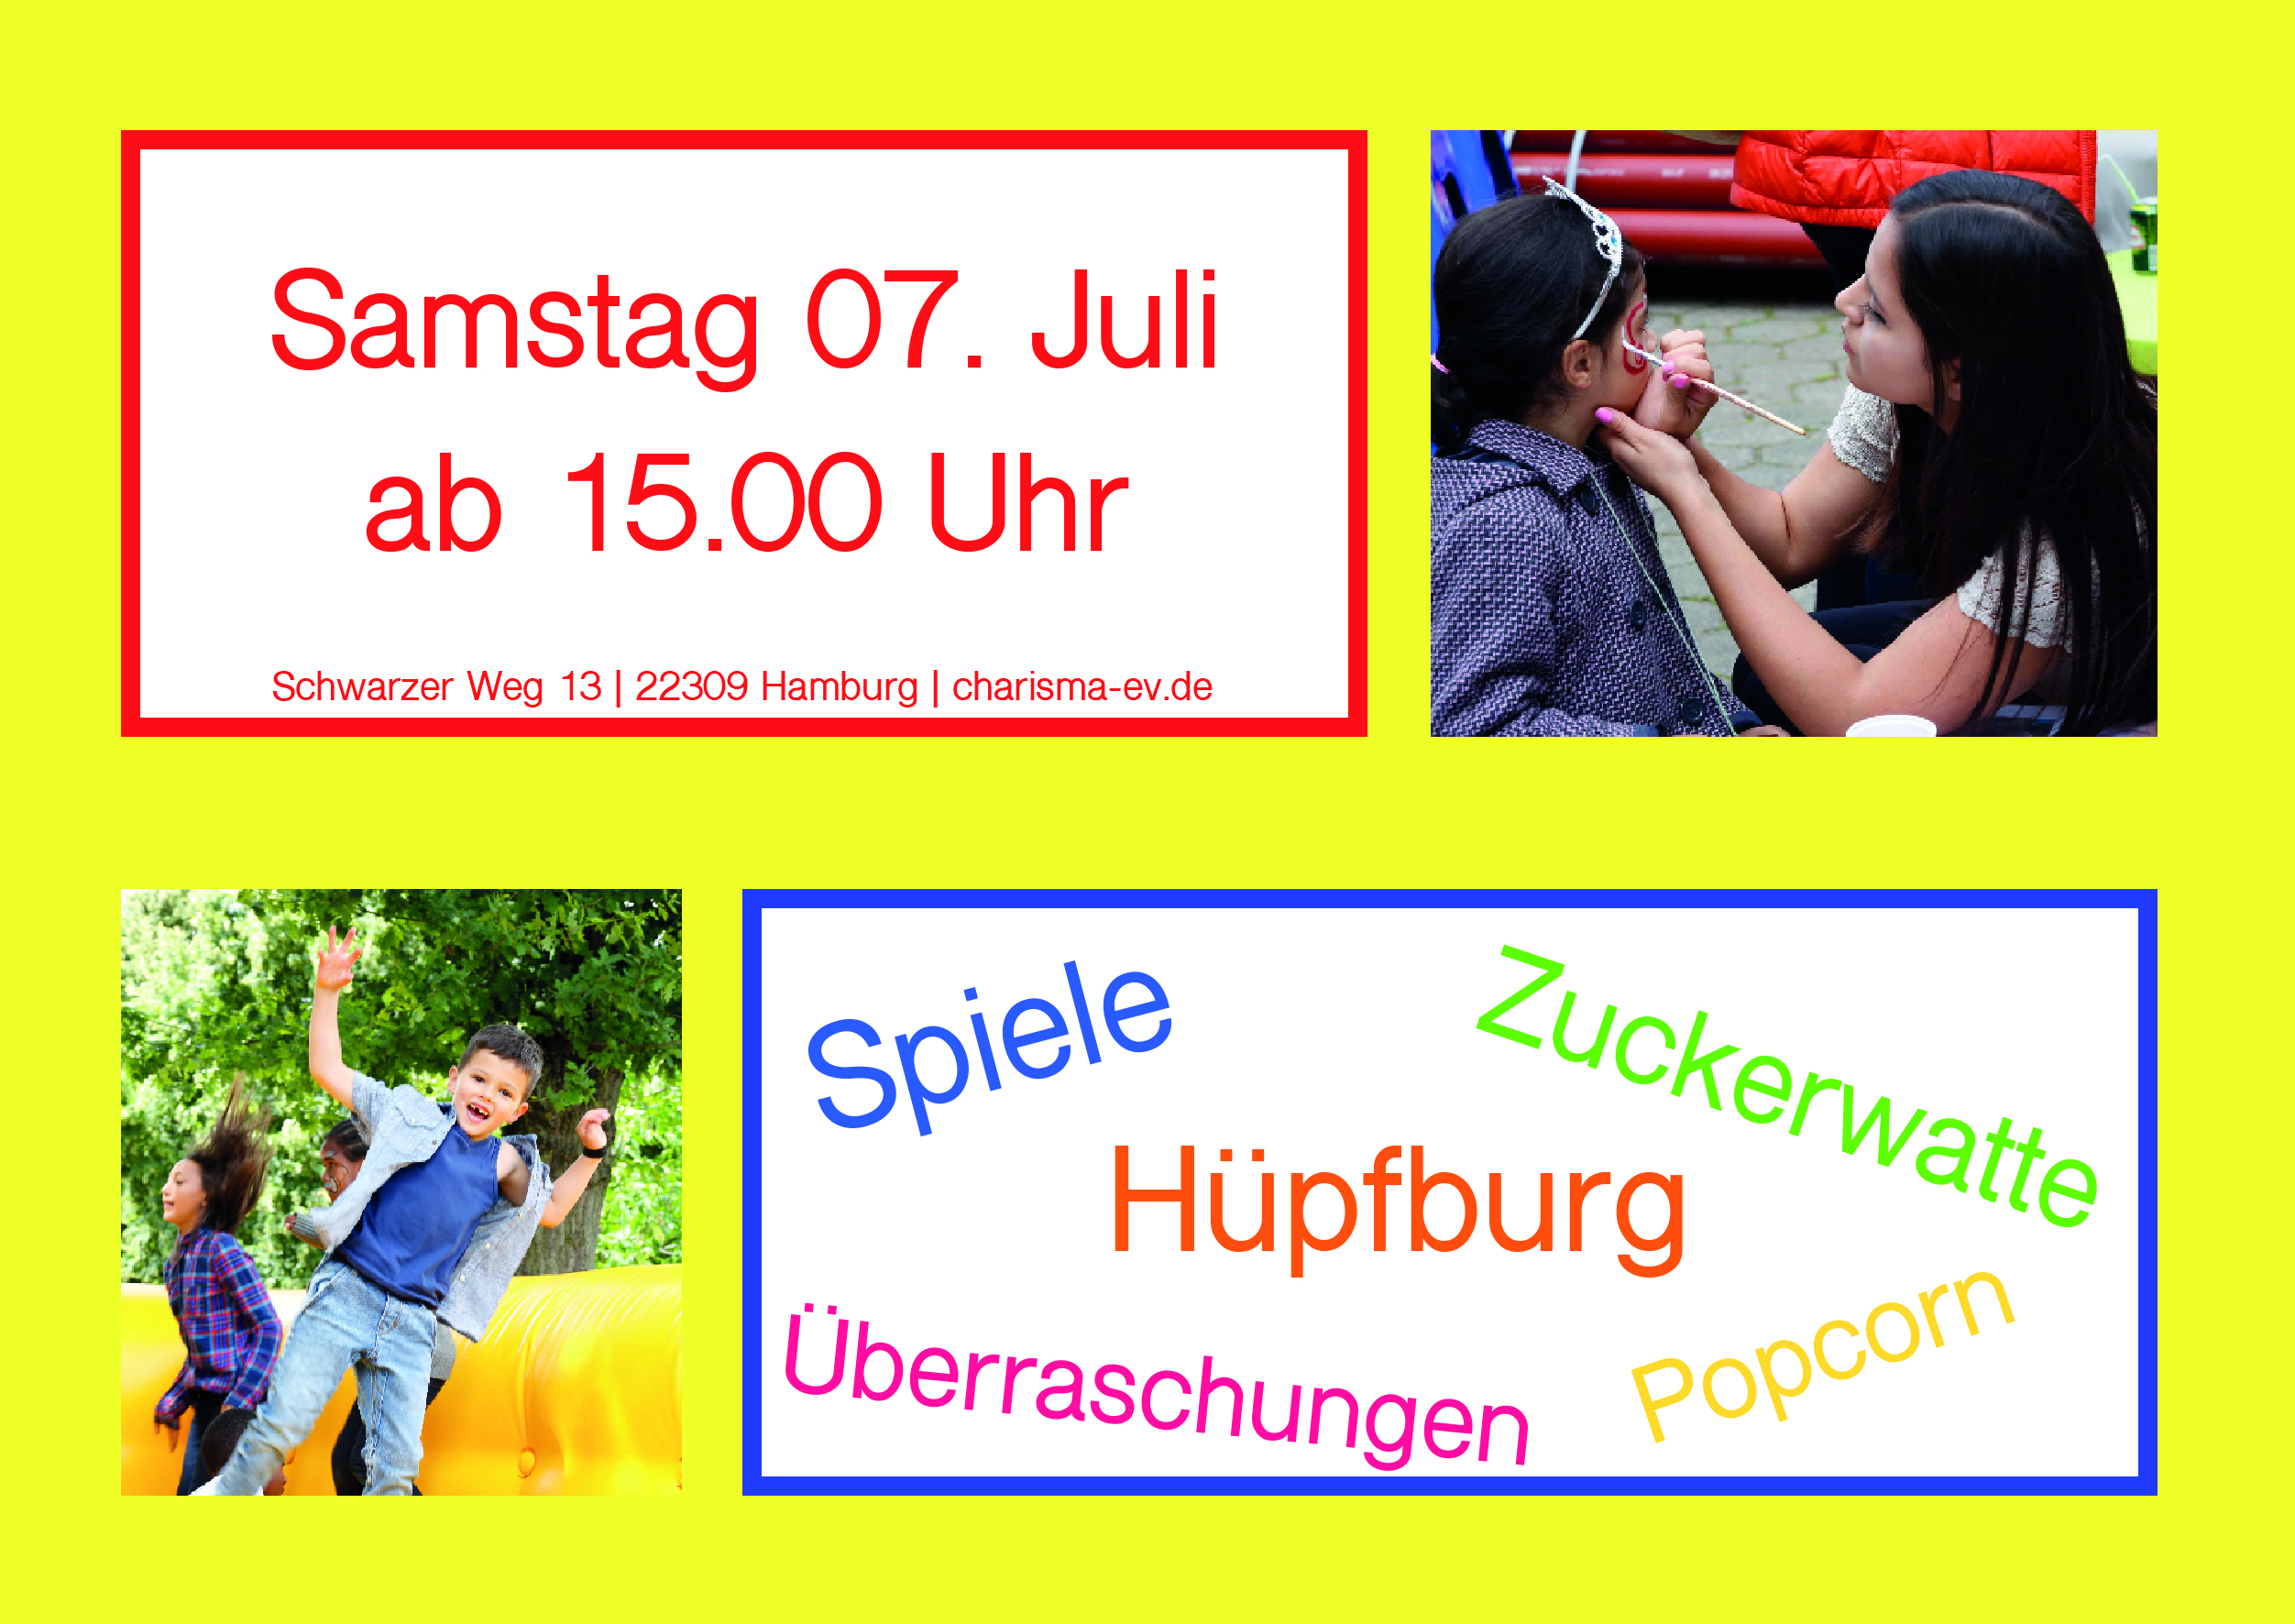 Samstag 07. Juli
ab 15.00 Uhr
Schwarzer Weg 13 | 22309 Hamburg | charisma-ev.de
Spiele
Zuckerwatte
Hüpfburg
Überraschungen
Popcorn